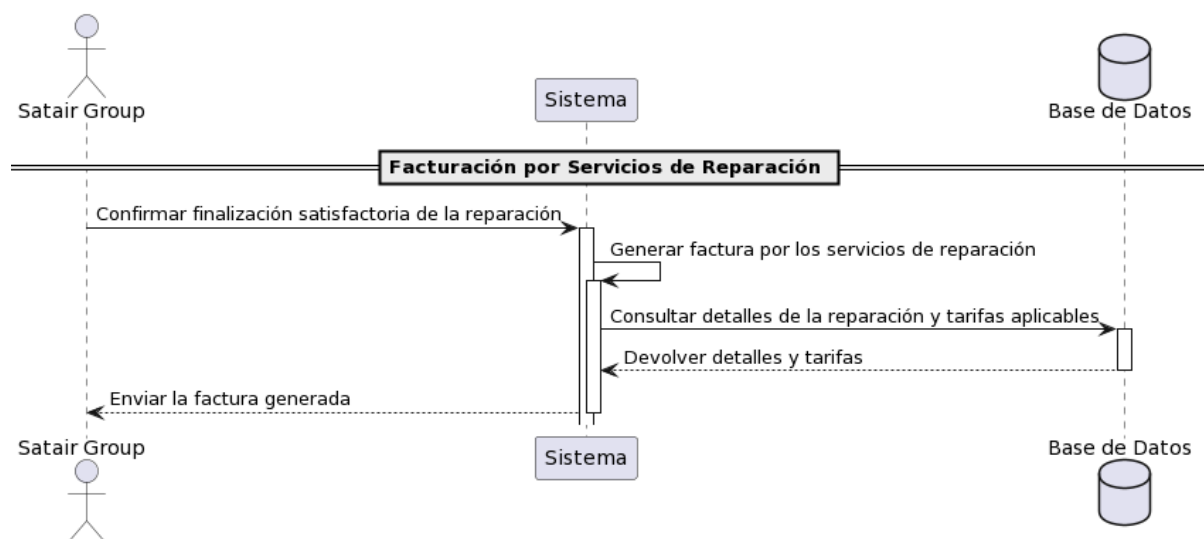 Satair Group
Sistema
Base de Datos
Facturación por Servicios de Reparación
Confirmar finalización satisfactoria de la reparación
Generar factura por los servicios de reparación
Consultar detalles de la reparación y tarifas aplicables
Devolver detalles y tarifas
Enviar la factura generada
Satair Group
Sistema
Base de Datos